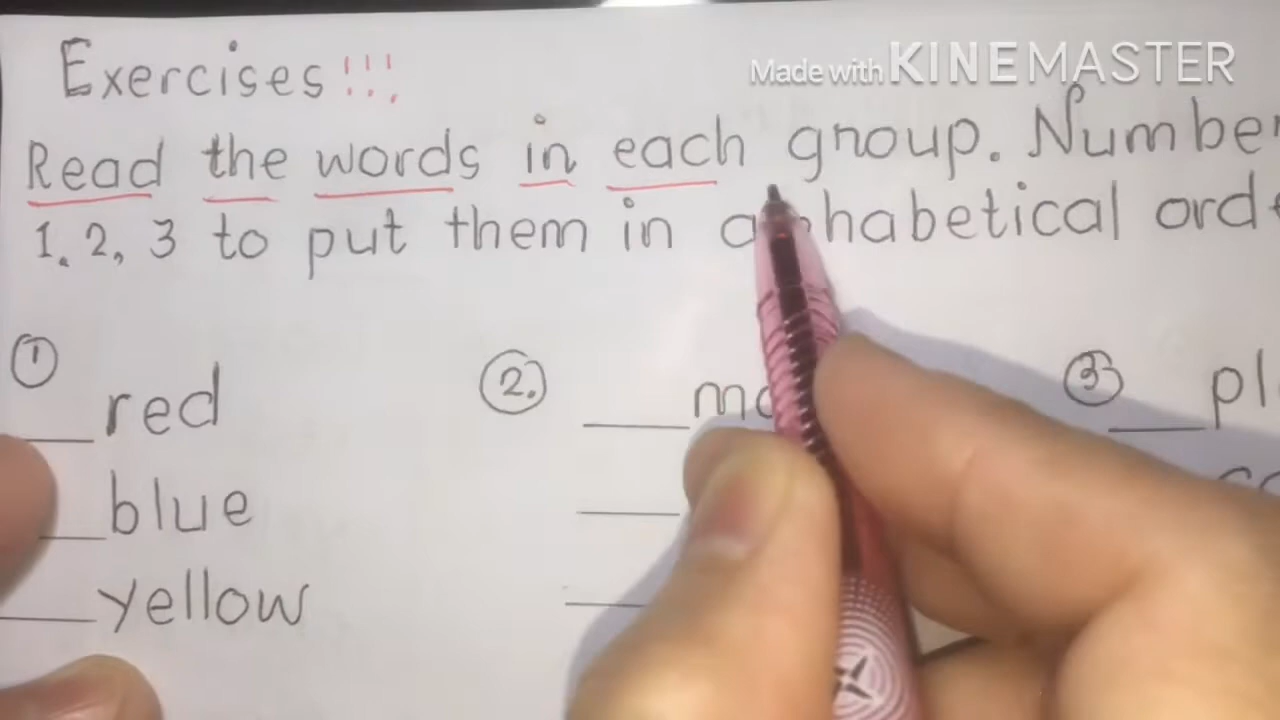 Made with KINEMASTER
Exercises!!!
Read the words in each group. Numbe
1. 2, 3 to put them in alphabetical ord
1 2. 3
red
blue
yellow